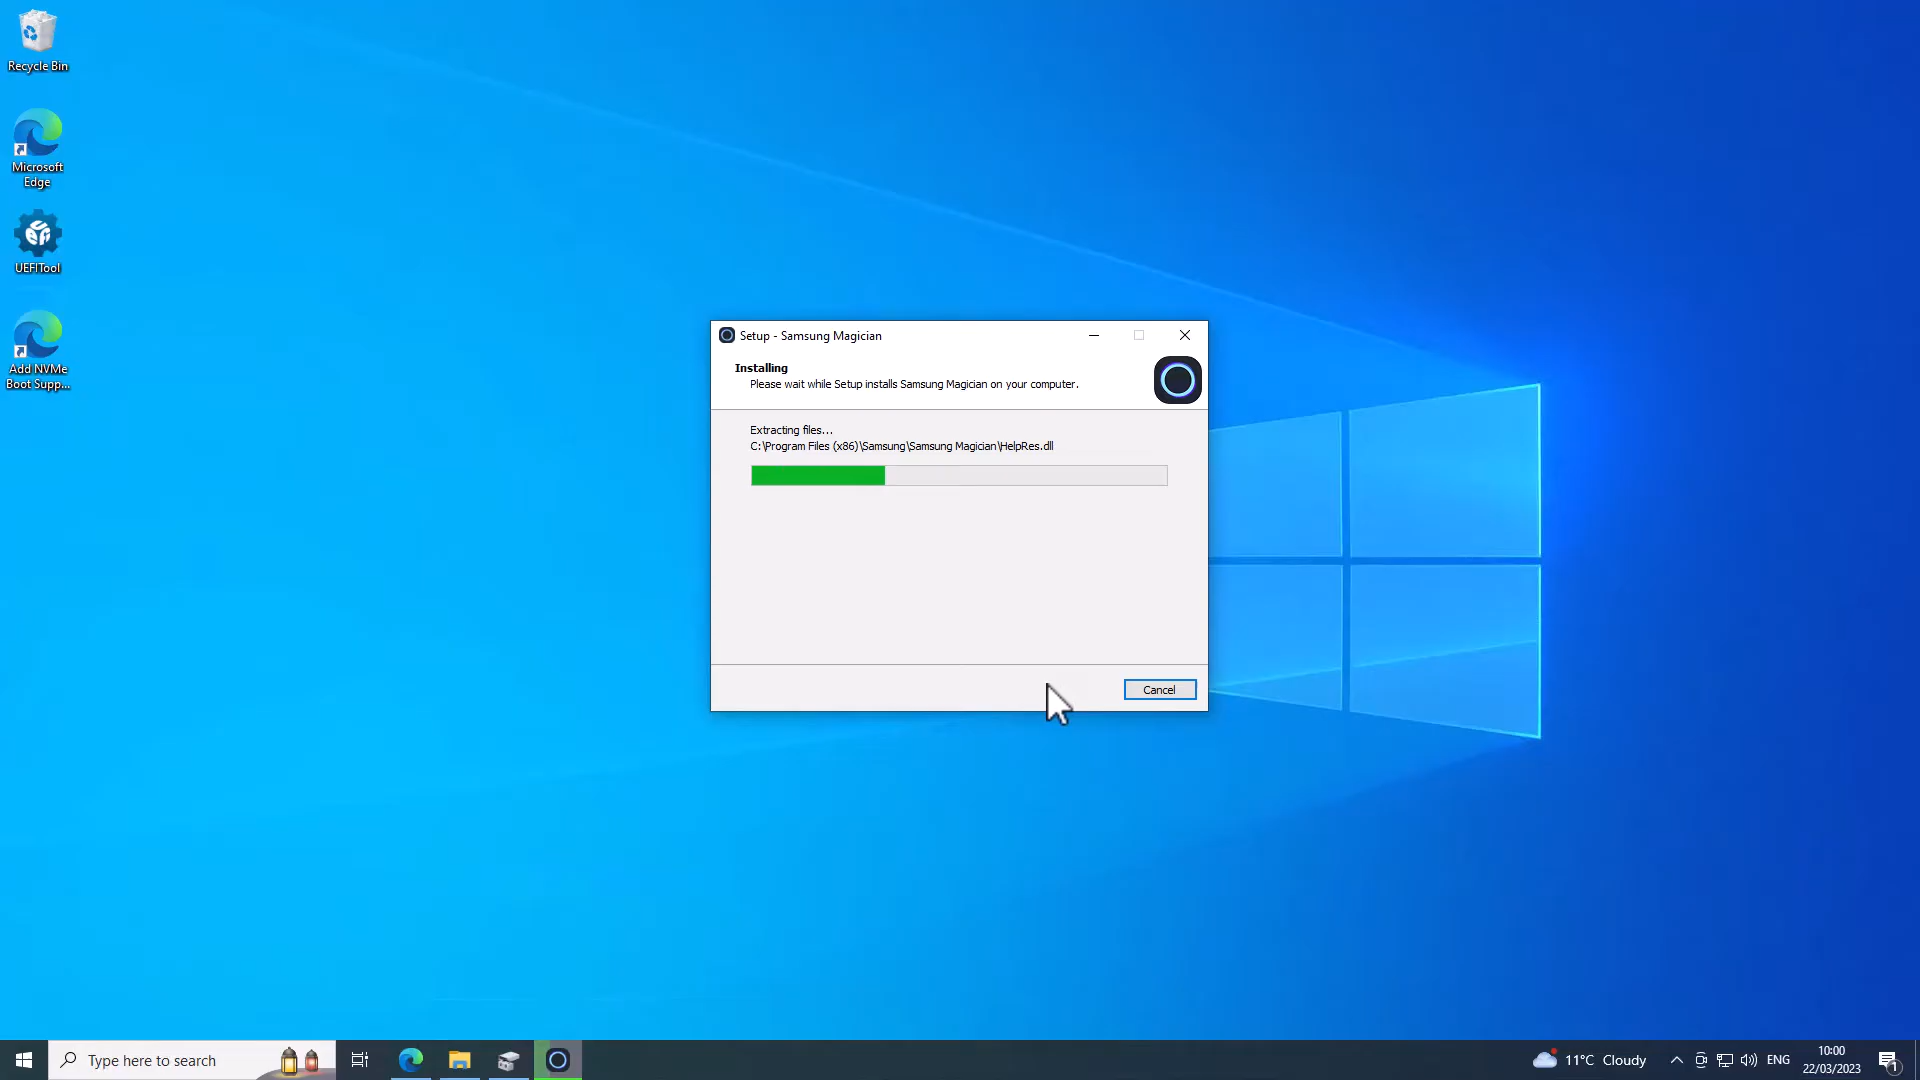 Recycle Bin
Microsoft
Edge
UEFITool
Add NVMe
Boot Supp...
Setup - Samsung Magician
Installing
Please wait while Setup installs Samsung Magician on your computer.
Extracting files...
C:\Program Files (x86)\Samsung\Samsung Magician\HelpRes.dll
Cancel
Type here to search
11°C Cloudy
ENG
10:00
22/03/2023
1